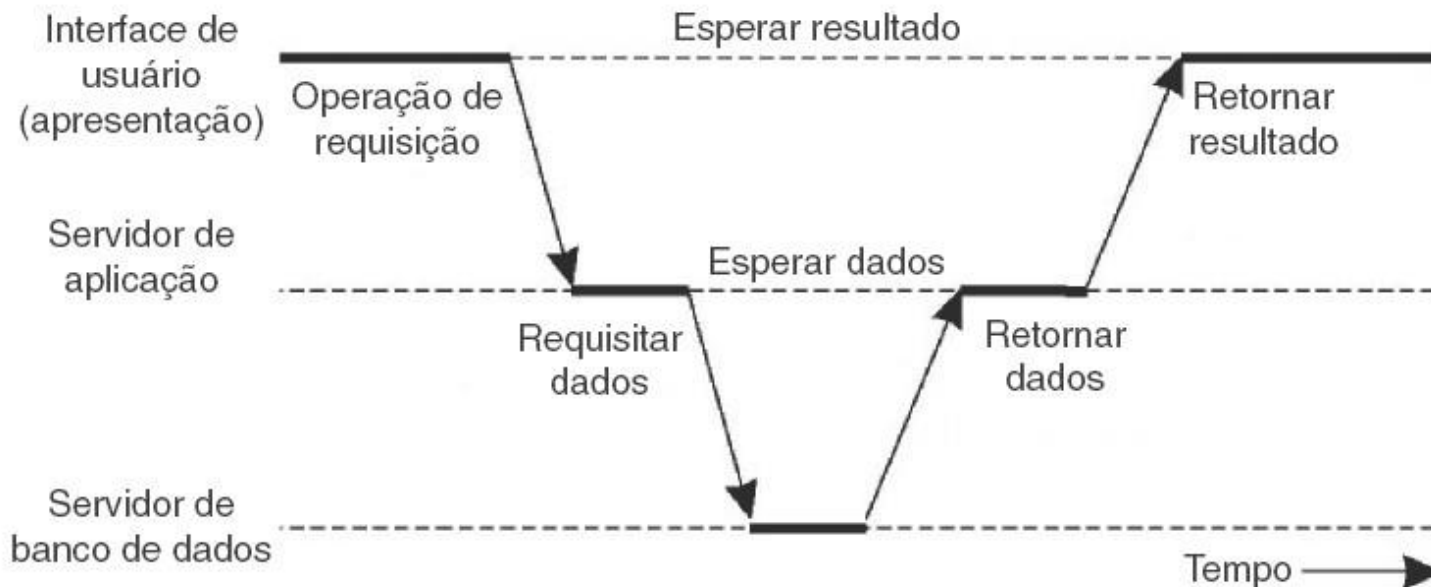 Interface de
usuário
(apresentação)
Esperar resultado
Operação de
requisição
Retornar
resultado
Servidor de
aplicação
Esperar dados
Requisitar
dados
Retornar
dados
Servidor de
banco de dados
Tempo